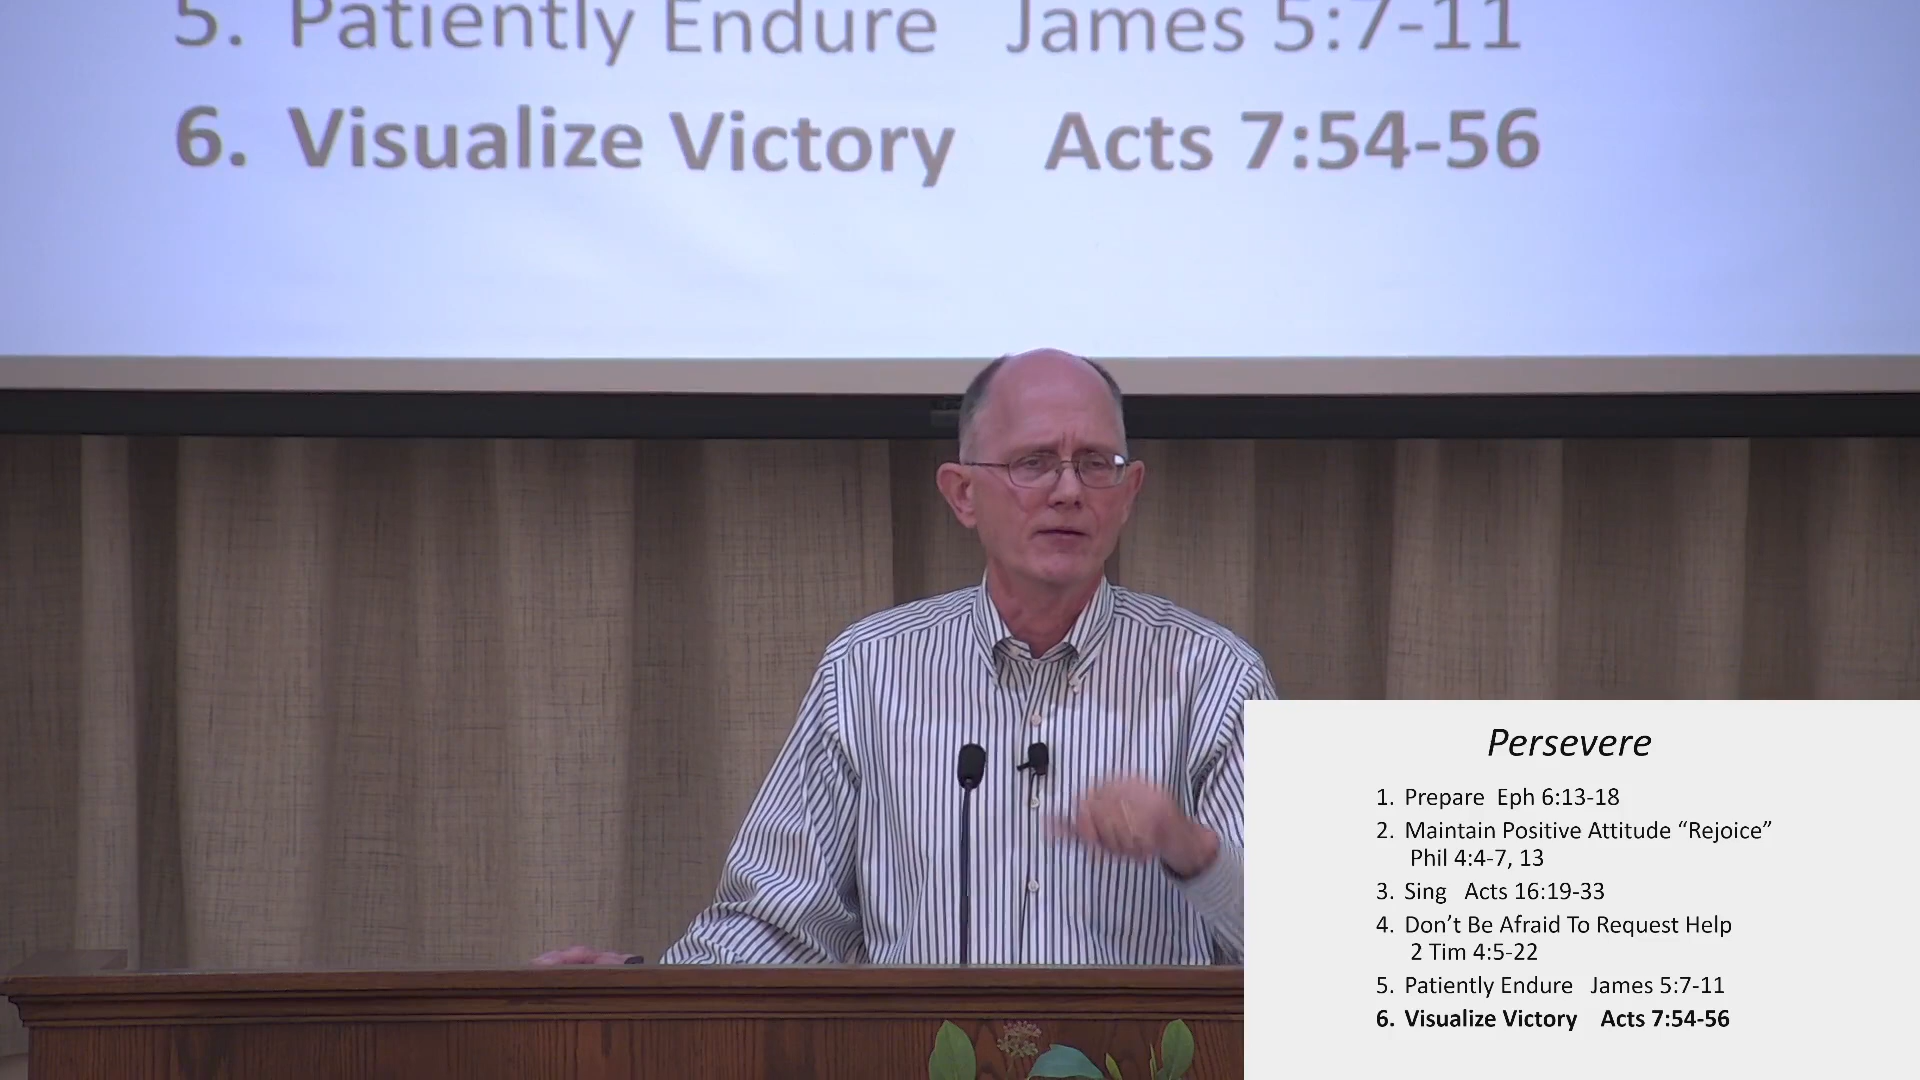 5. Patiently Endure James 5:7-11
6. Visualize Victory Acts 7:54-56
Persevere
1. Prepare Eph 6:13-18
2. Maintain Positive Attitude “Rejoice”
Phil 4:4-7, 13
3. Sing Acts 16:19-33
4. Don’t Be Afraid To Request Help
2 Tim 4:5-22
5. Patiently Endure James 5:7-11
6. Visualize Victory Acts 7:54-56